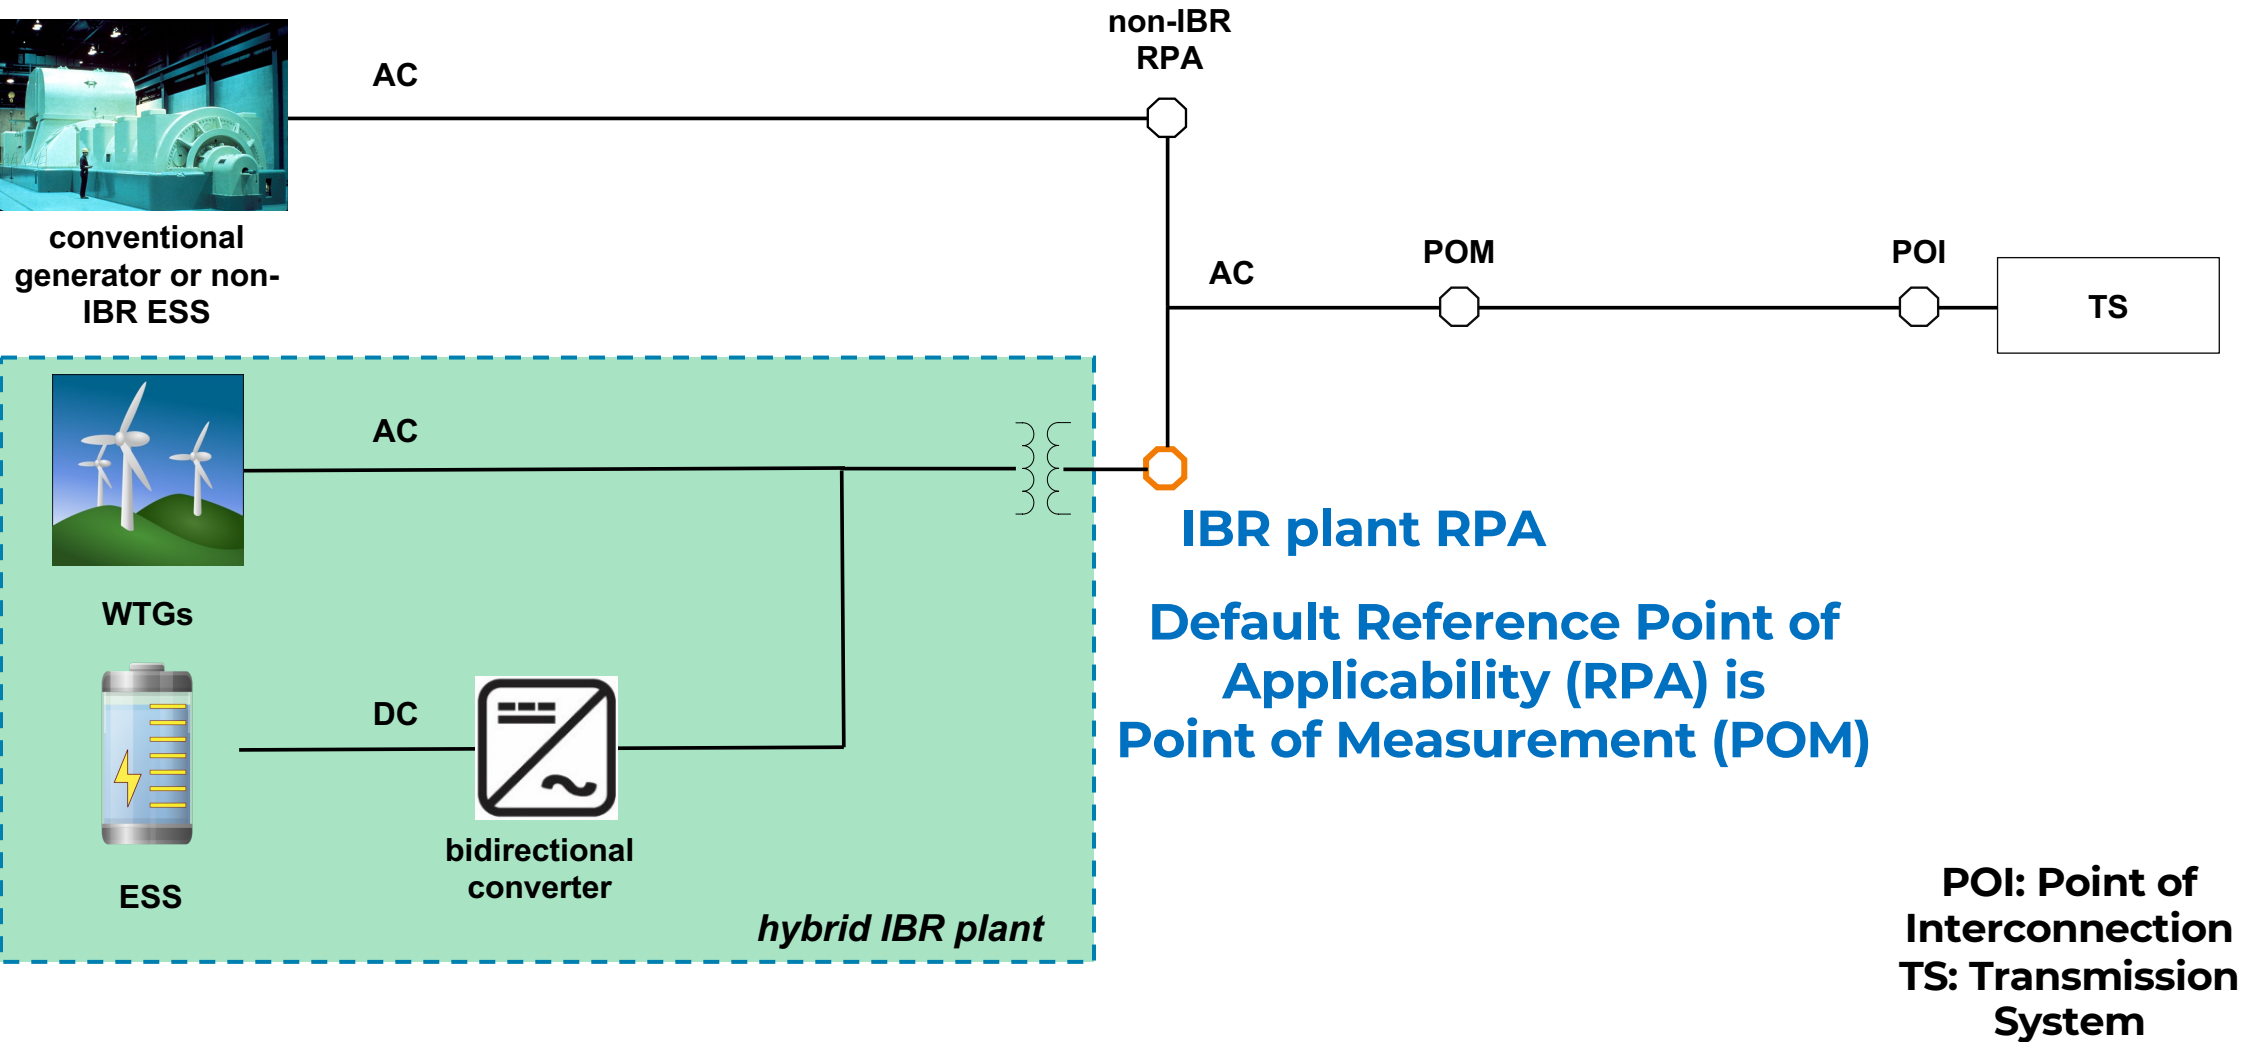 non-IBR
RPA
AC
conventional
generator or non-
IBR ESS
AC
POM
POI
TS
AC
WTGs
IBR plant RPA
Default Reference Point of
Applicability (RPA) is
Point of Measurement (POM)
DC
bidirectional
converter
ESS
hybrid IBR plant
POI: Point of
Interconnection
TS: Transmission
System